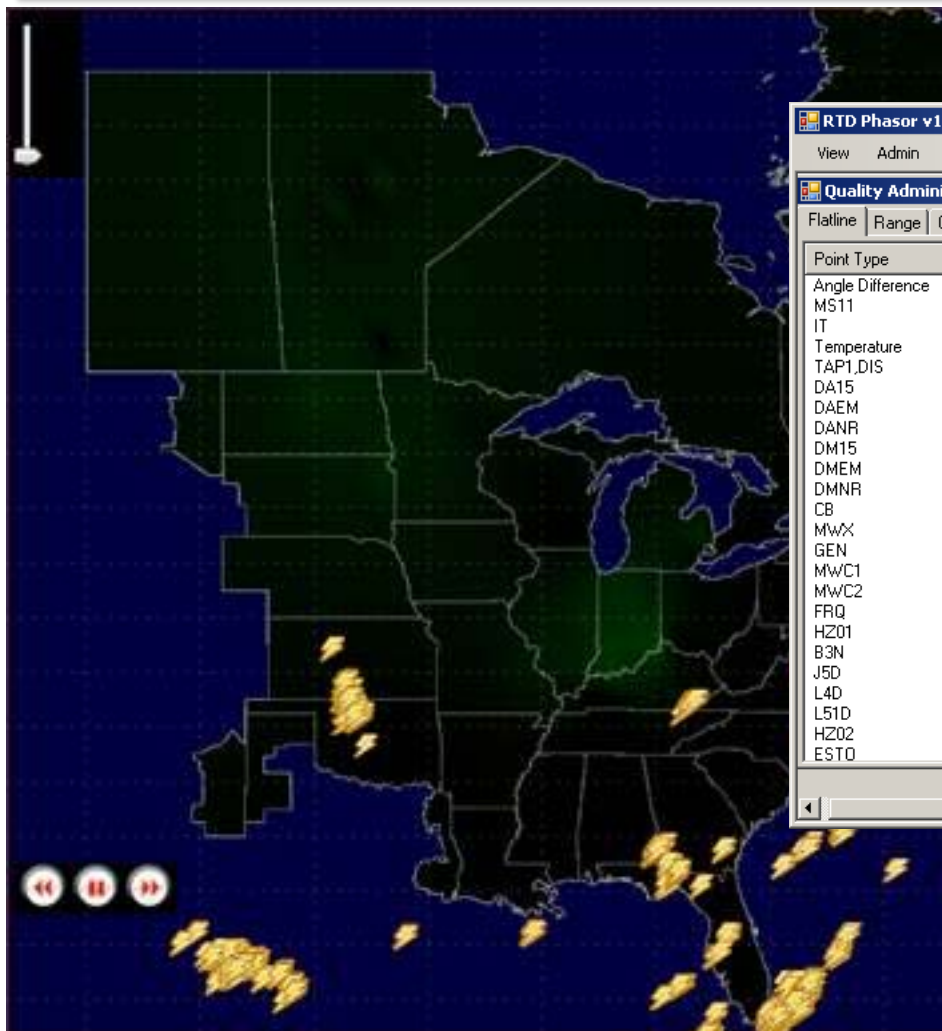 RTD Phasor v1
View Admin
Quality Admini
Flatline Range
Point Type
Angle Difference
MS11
IT
Temperature
TAP1,DIS
DA15
DAEM
DANR
DM15
DMEM
DMNR
CB
MWX
GEN
MWC1
MWC2
FRQ
HZ01
B3N
J5D
L4D
L51D
HZ02
ESTO